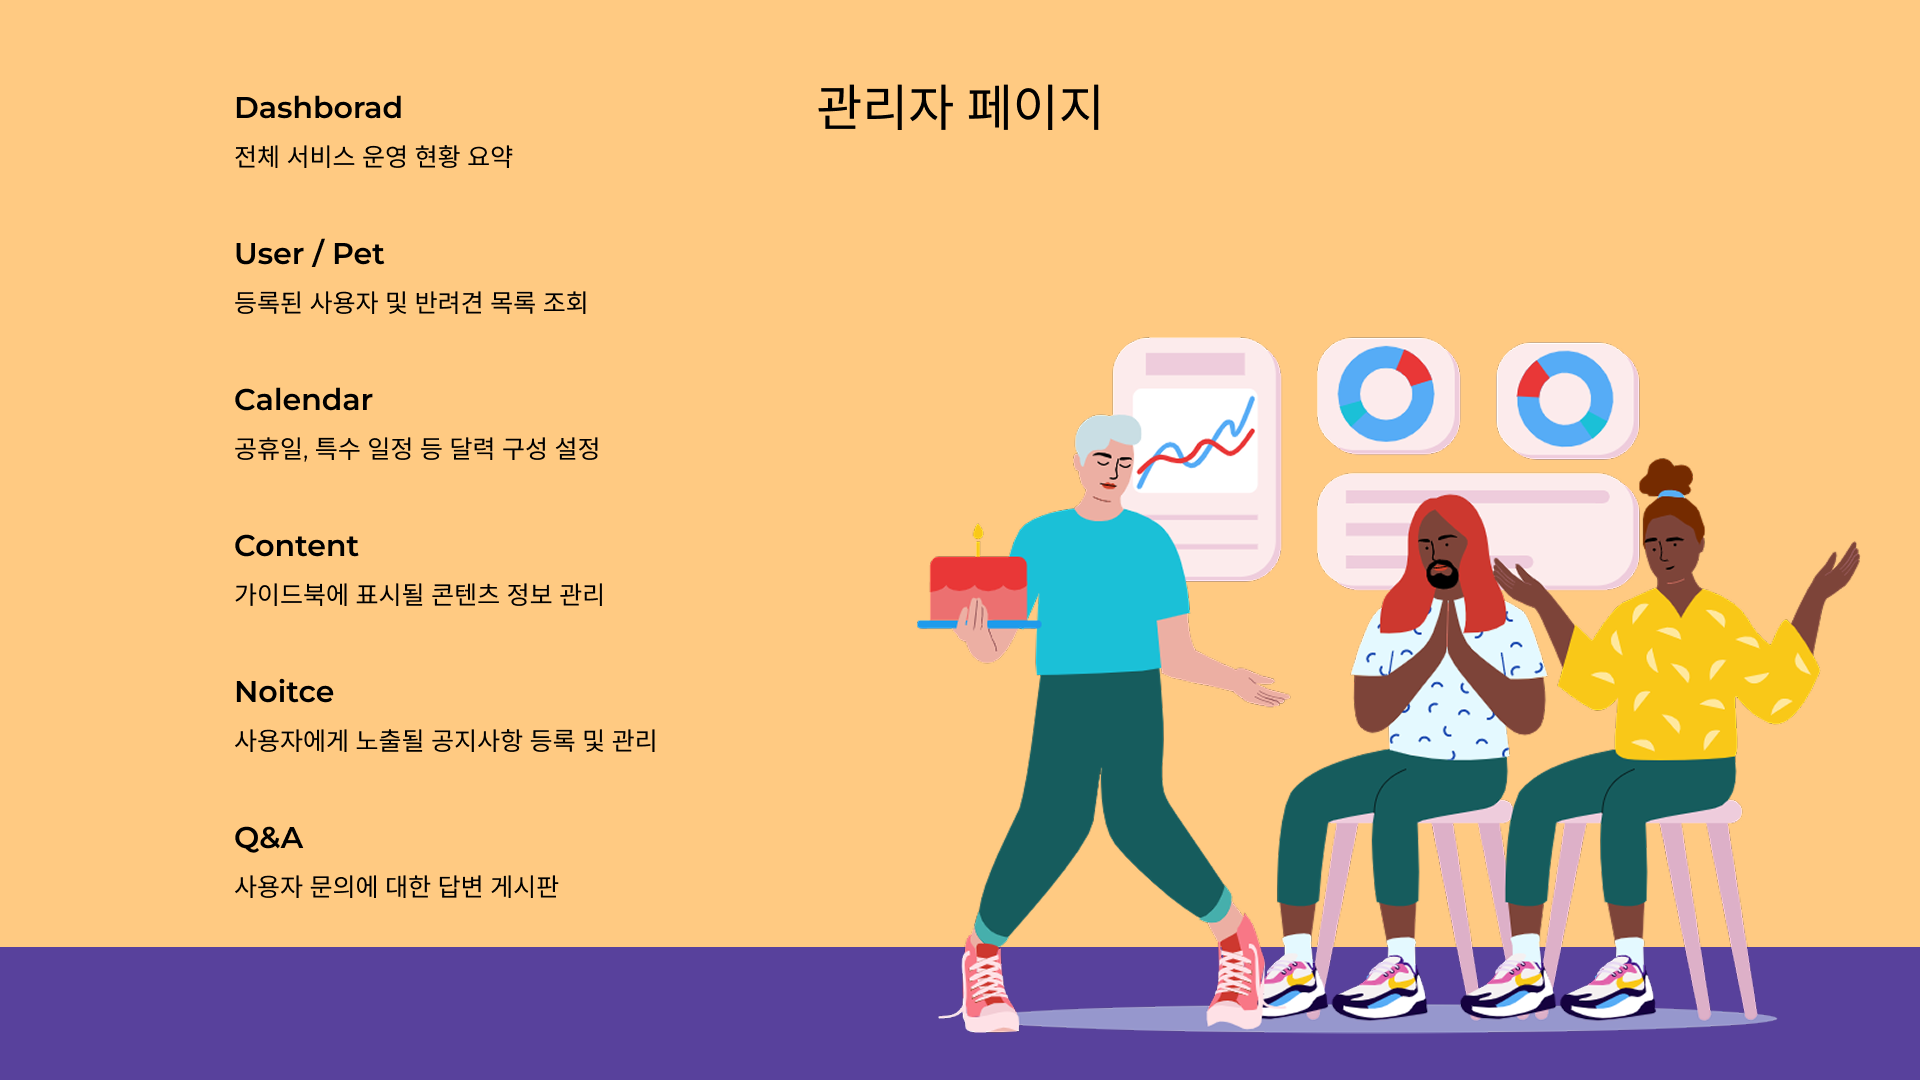 관리자 페이지
Dashborad
전체 서비스 운영 현황 요약
User / Pet
등록된 사용자 및 반려견 목록 조회
Calendar
공휴일, 특수 일정 등 달력 구성 설정
Content
가이드북에 표시될 콘텐츠 정보 관리
Noitce
사용자에게 노출될 공지사항 등록 및 관리
Q&A
사용자 문의에 대한 답변 게시판